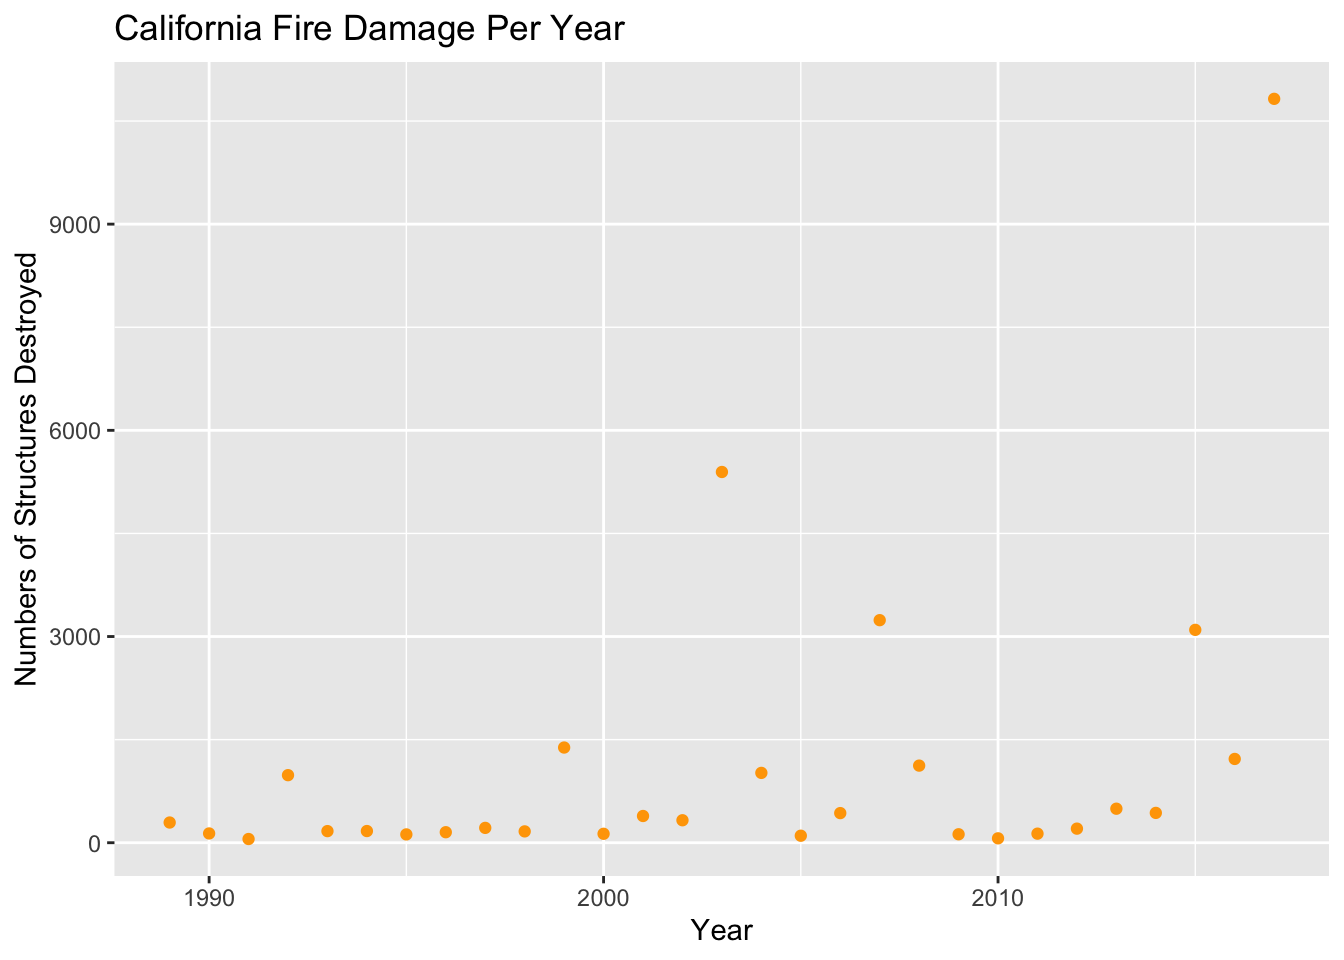 California Fire Damage Per Year
Numbers of Structures Destroyed
9000
6000
3000
0
1990
2000
2010
Year